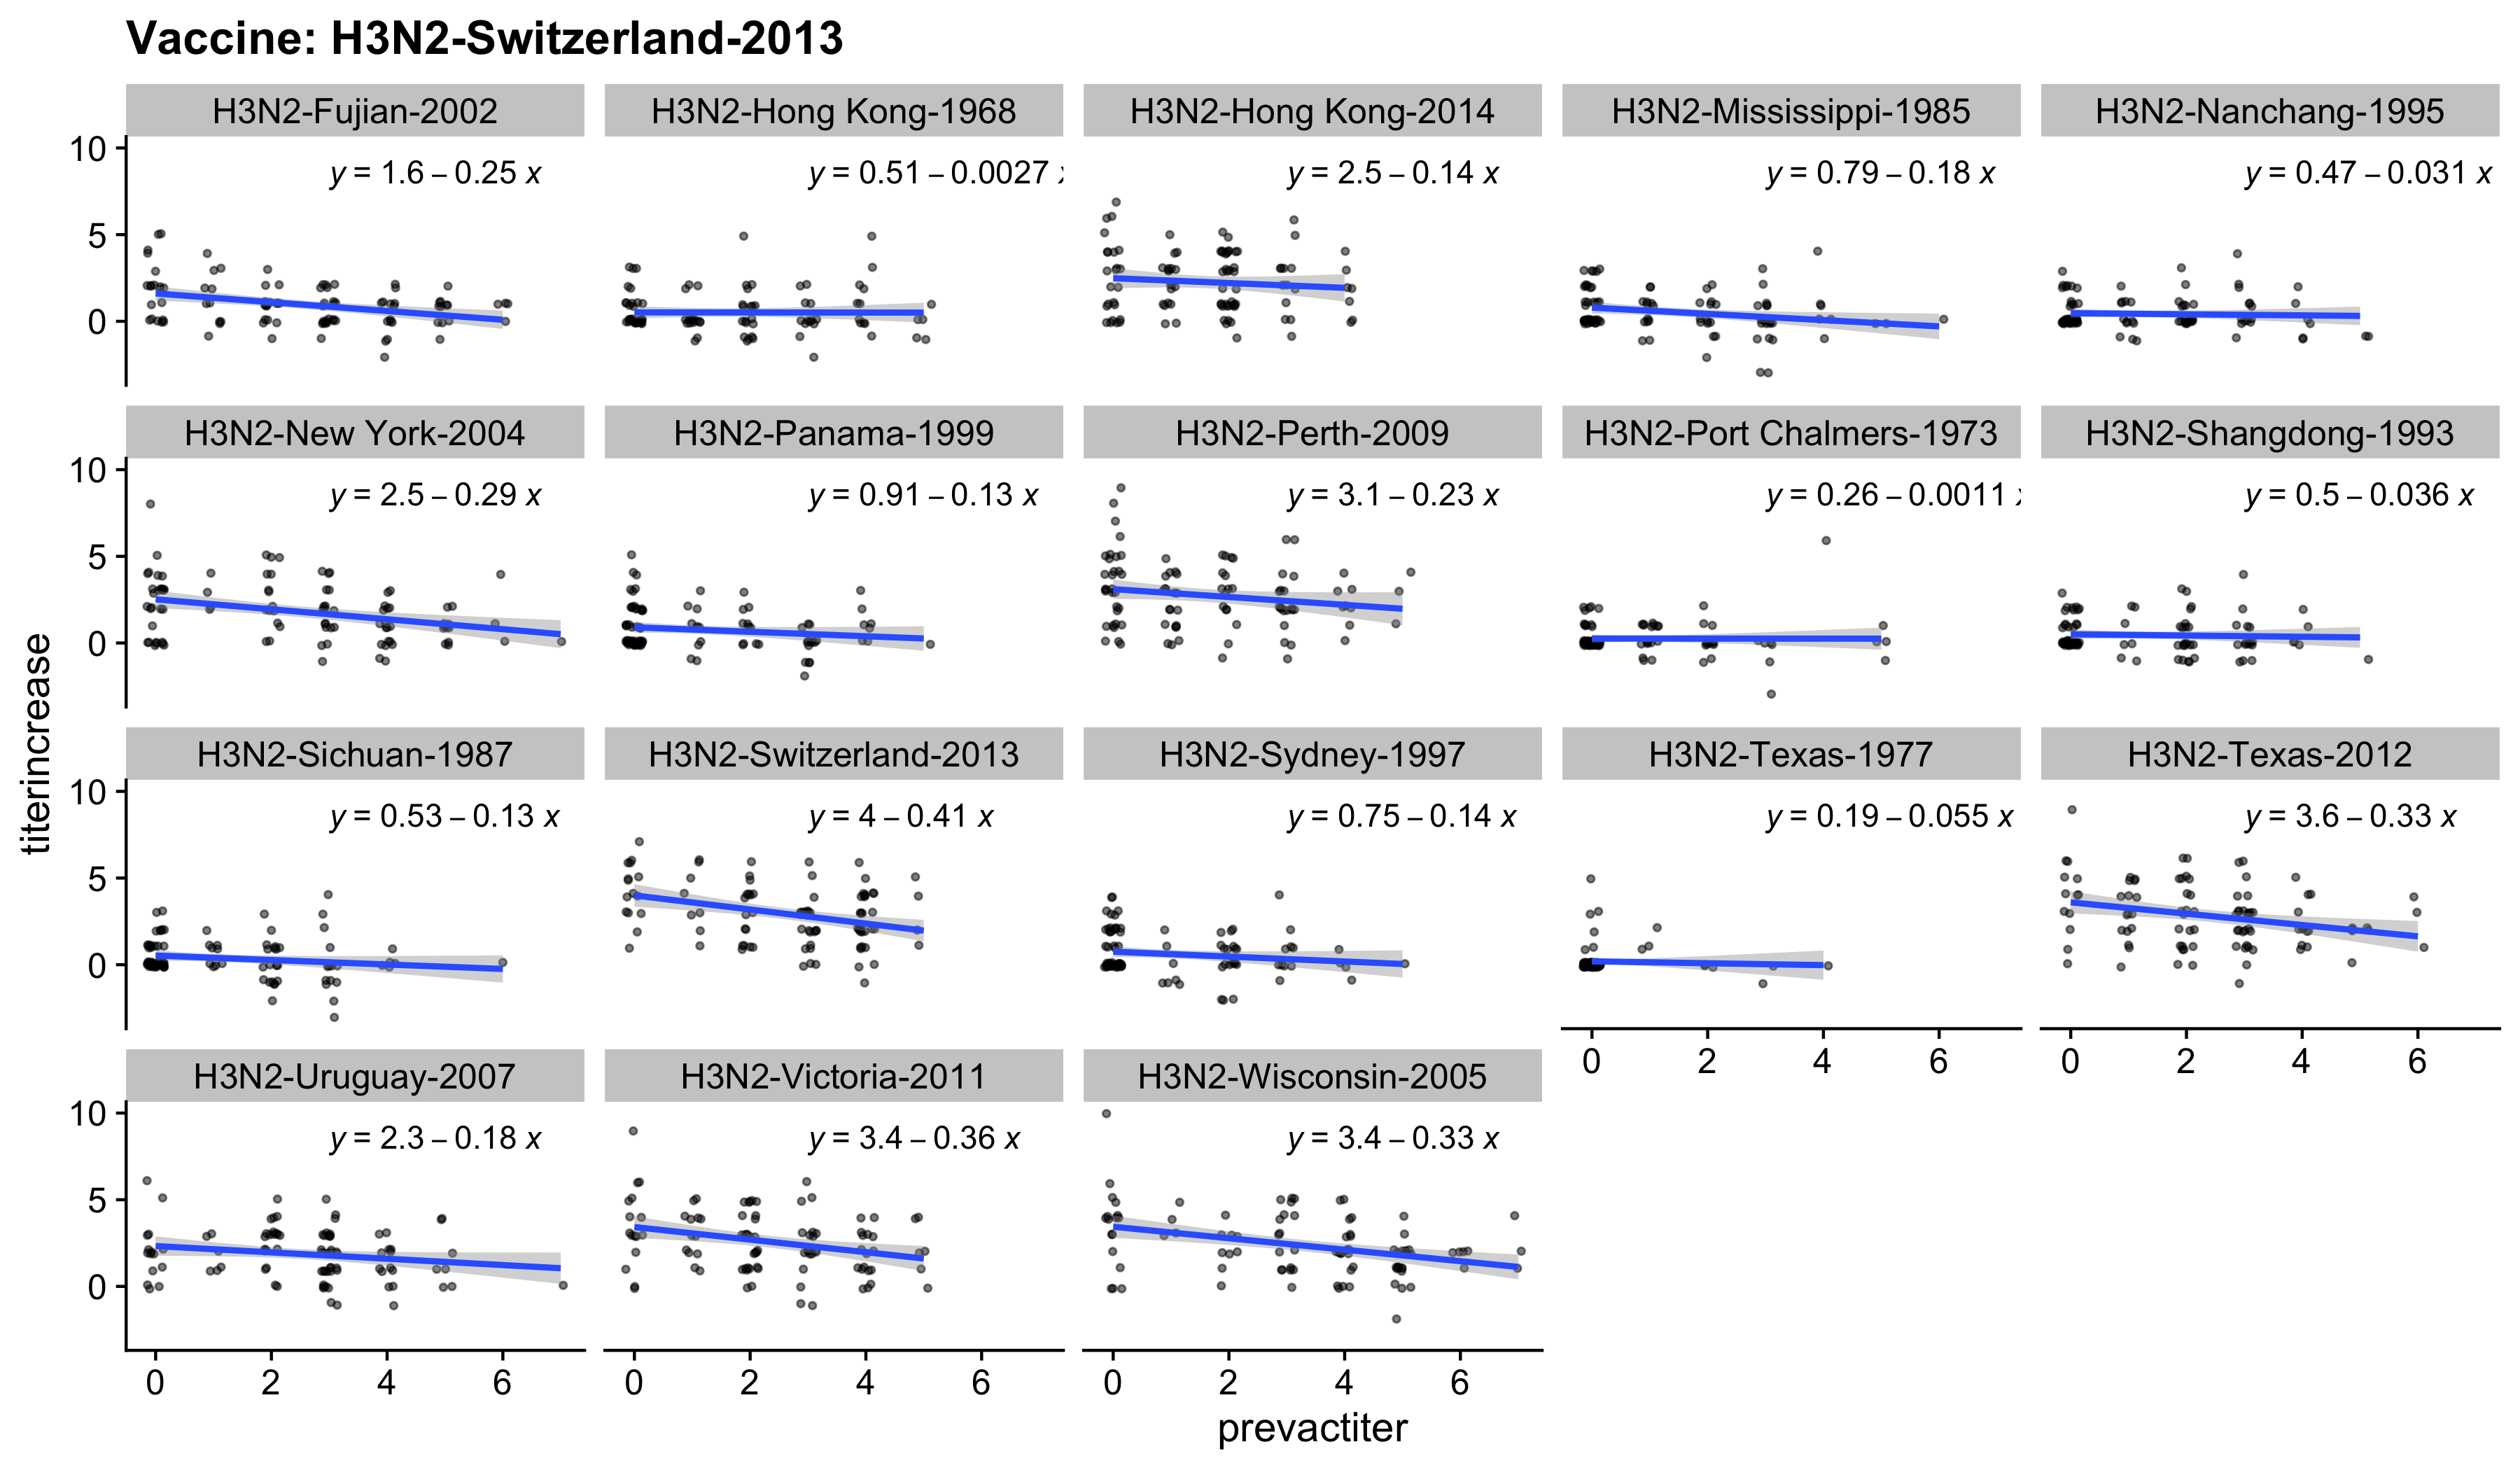 Vaccine: H3N2-Switzerland-2013
H3N2-Fujian-2002
H3N2-Hong Kong-1968
H3N2-Hong Kong-2014
H3N2-Mississippi-1985
H3N2-Nanchang-1995
10
5
0
y = 1.6 – 0.25 x
y = 0.51 – 0.0027 x
y = 2.5 – 0.14 x
y = 0.79 – 0.18 x
y = 0.47 – 0.031 x
H3N2-New York-2004
H3N2-Panama-1999
H3N2-Perth-2009
H3N2-Port Chalmers-1973
H3N2-Shangdong-1993
10
5
0
y = 2.5 – 0.29 x
y = 0.91 – 0.13 x
y = 3.1 – 0.23 x
y = 0.26 – 0.0011 x
y = 0.5 – 0.036 x
titerincrease
H3N2-Sichuan-1987
H3N2-Switzerland-2013
H3N2-Sydney-1997
H3N2-Texas-1977
H3N2-Texas-2012
10
5
0
y = 0.53 – 0.13 x
y = 4 – 0.41 x
y = 0.75 – 0.14 x
y = 0.19 – 0.055 x
y = 3.6 – 0.33 x
0 2 4 6
0 2 4 6
H3N2-Uruguay-2007
H3N2-Victoria-2011
H3N2-Wisconsin-2005
10
5
0
y = 2.3 – 0.18 x
y = 3.4 – 0.36 x
y = 3.4 – 0.33 x
0 2 4 6
0 2 4 6
0 2 4 6
prevactiter